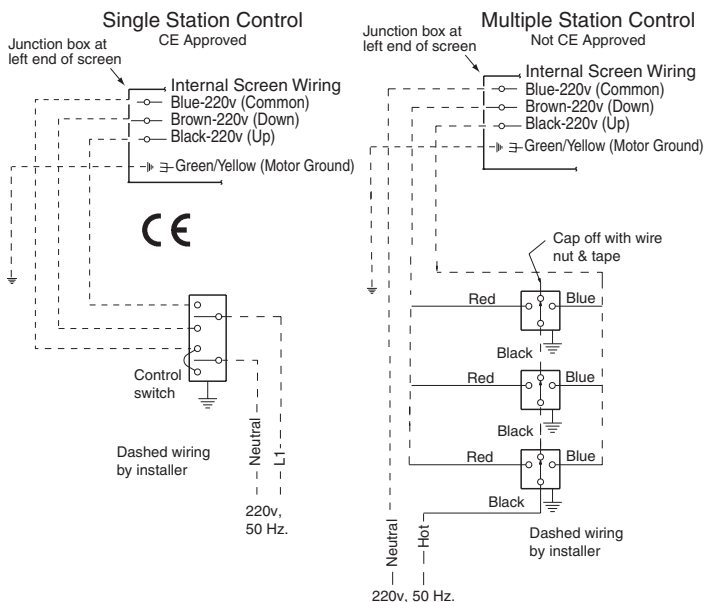 Single Station Control
CE Approved
Junction box at
left end of screen
Internal Screen Wiring
Blue-220v (Common)
Brown-220v (Down)
Black-220v (Up)
Green/Yellow (Motor Ground)
CE
Control
switch
Neutral
L1
Dashed wiring
by installer
220v,
50 Hz.
Multiple Station Control
Not CE Approved
Junction box at
left end of screen
Internal Screen Wiring
Blue-220v (Common)
Brown-220v (Down)
Black-220v (Up)
Green/Yellow (Motor Ground)
Cap off with wire
nut & tape
Red
Blue
Black
Red
Blue
Black
Red
Blue
Black
Neutral
Hot
Dashed wiring
by installer
220v, 50 Hz.